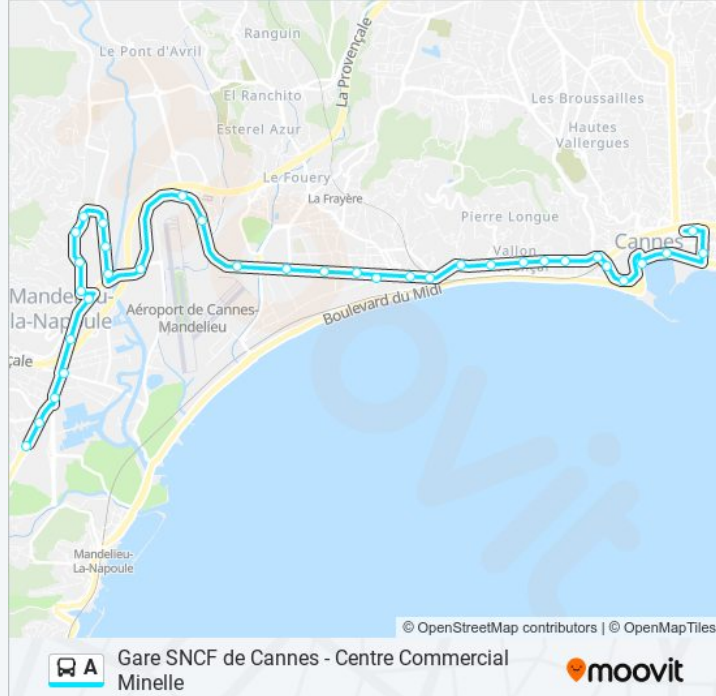 Ranguin
Le Pont d'Avril
La Provençale
El Ranchito
Les Broussailles
Esterel Azur
Hautes
Vallergues
Le Fouery
La Frayère
Pierre Longue
Cannes
Vallon
Mandelieu-
la-Napoule
Aéroport de Cannes-
Mandelieu
Boulevard du Midi
çale
Mandelieu-
La-Napoule
© OpenStreetMap contributors | © OpenMapTiles
A
Gare SNCF de Cannes - Centre Commercial
Minelle
moovit